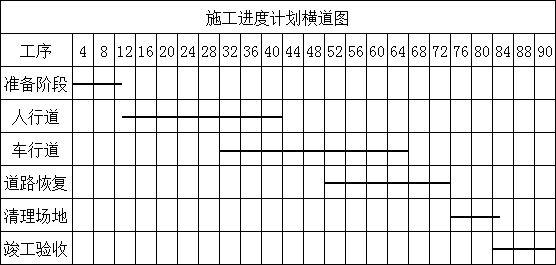 施工进度计划横道图
工序 4 8 12 16 20 24 28 32 36 40 44 48 52 56 60 64 68 72 76 80 84 88 90
准备阶段
人行道
车行道
道路恢复
清理场地
竣工验收